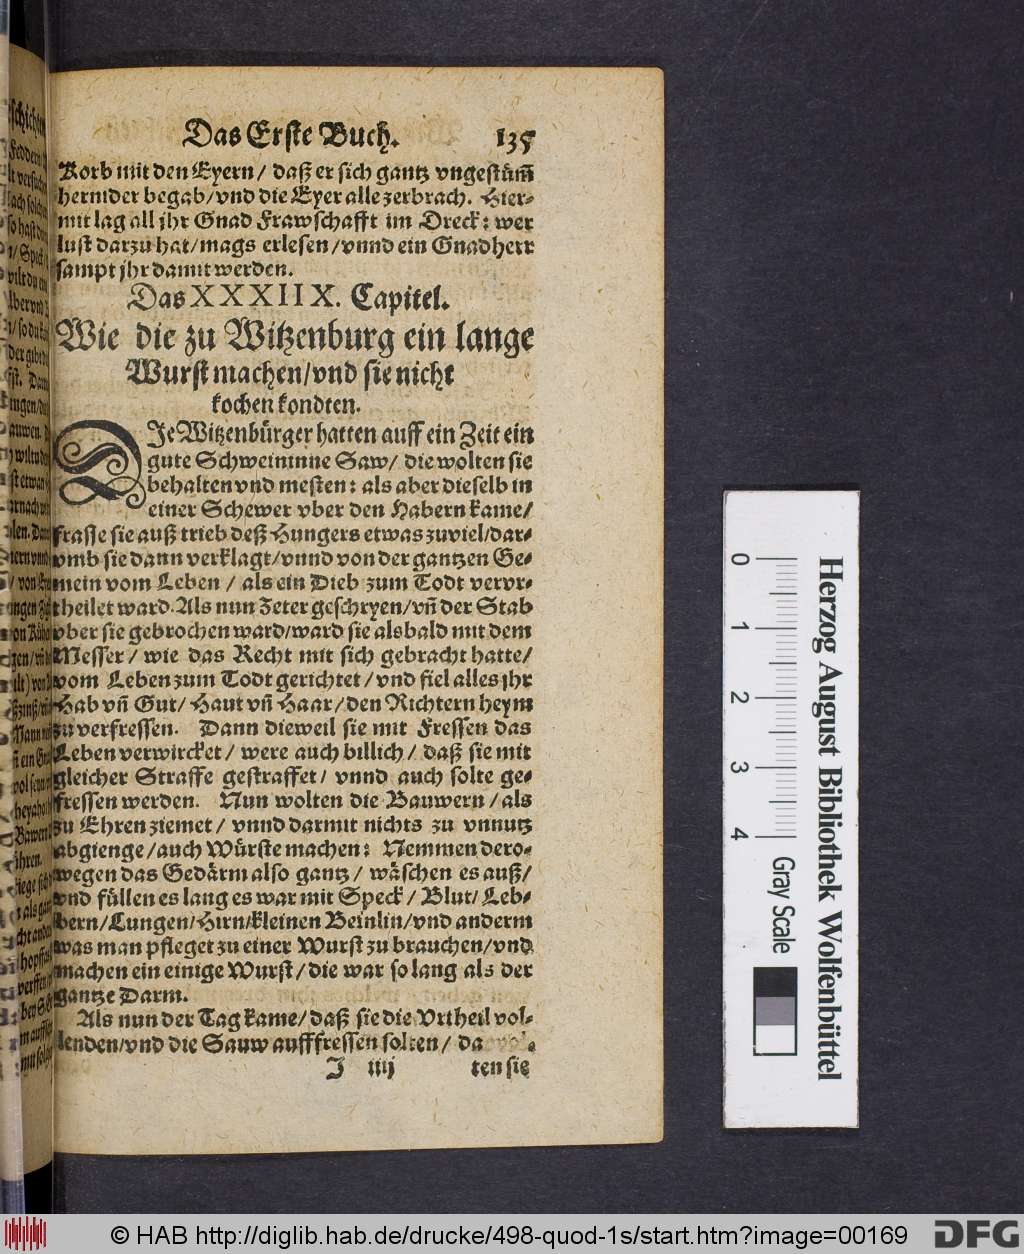 Das Erste Buch. 135
Korb mit den Eyern / daß er sich gantz vngestüm̃
hernider begab / vnd die Eyer alle zerbrach. Hier-
mit lag all jhr Gnad Frawschafft im Dreck: wer
lust darzu hat / mags erlesen / vnnd ein Gnadherr
sampt jhr damit werden.
Das XXXIIX. Capitel.
Wie die zu Witzenburg ein lange
Wurst machen / vnd sie nicht
kochen kondten.
DJe Witzenbürger hatten auff ein Zeit ein
gute Schweininne Saw / die wolten sie
behalten vnd mesten: als aber dieselb in
einer Schewer vber den Habern kame /
frasse sie auß trieb deß Hungers etwas zuviel / dar-
vmb sie dann verklagt / vnnd von der gantzen Ge-
mein vom Leben / als ein Dieb zum Todt vervr-
theilet ward. Als nun Zeter geschryen / vñ der Stab
vber sie gebrochen ward / ward sie alsbald mit dem
Messer / wie das Recht mit sich gebracht hatte /
vom Leben zum Todt gerichtet / vnd fiel alles jhr
Hab vñ Gut / Haut vñ Haar / den Richtern heym
zu verfressen. Dann dieweil sie mit Fressen das
Leben verwircket / were auch billich / daß sie mit
gleicher Straffe gestraffet / vnnd auch solte ge-
fressen werden. Nun wolten die Bauwern / als
zu Ehren ziemet / vnnd darmit nichts zu vnnutz
abgienge / auch Würste machen: Nemmen dero-
wegen das Gedärm also gantz / wäschen es auß /
vnd füllen es lang es war mit Speck / Blut / Leb-
bern / Lungen / Hirn / kleinen Beinlin / vnd anderm
was man pfleget zu einer Wurst zu brauchen / vnd
machen ein einige Wurst / die war so lang als der
gantze Darm.
Als nun der Tag kame / daß sie die Vrtheil vol-
lenden / vnd die Sauw aufffressen solten / da
J iiij ten sie
0 1 2 3 4
Gray Scale
Herzog August Bibliothek Wolfenbüttel
© HAB http://diglib.hab.de/drucke/498-quod-1s/start.htm?image=00169
DFG